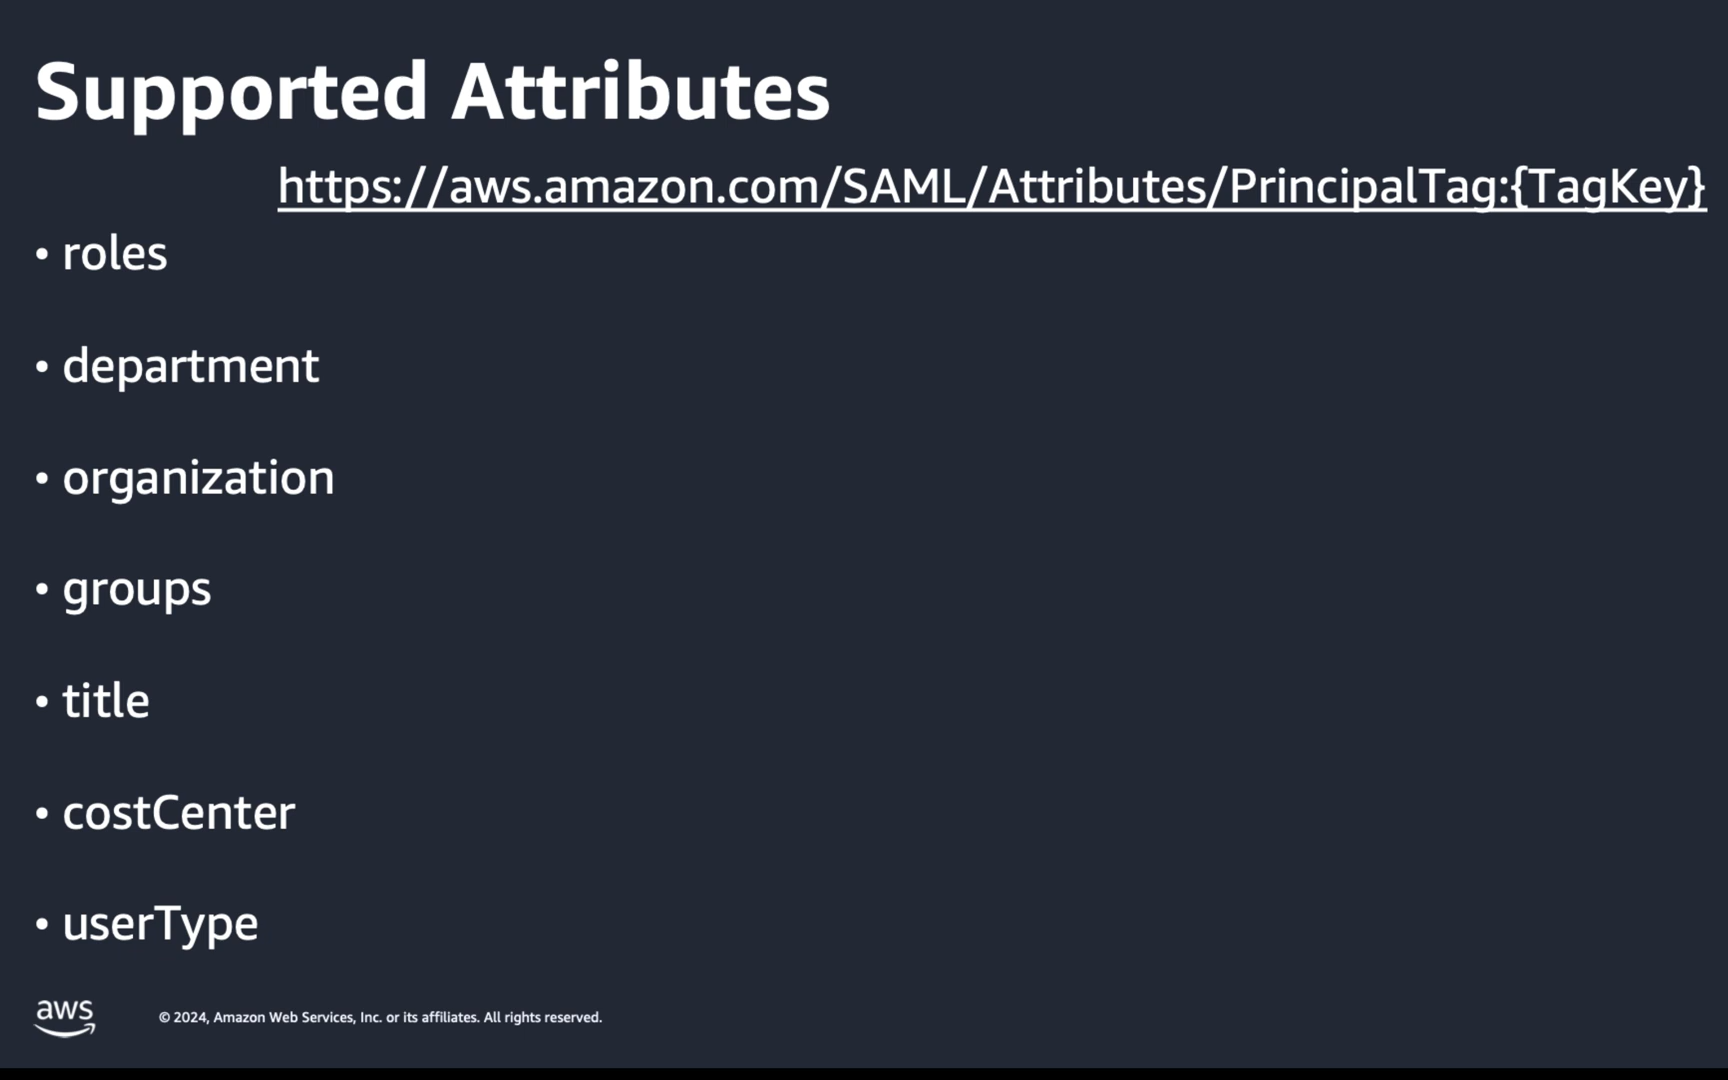 Supported Attributes
https://aws.amazon.com/SAML/Attributes/PrincipalTag:{TagKey}
• roles
• department
• organization
• groups
• title
• costCenter
• userType
aws
© 2024, Amazon Web Services, Inc. or its affiliates. All rights reserved.